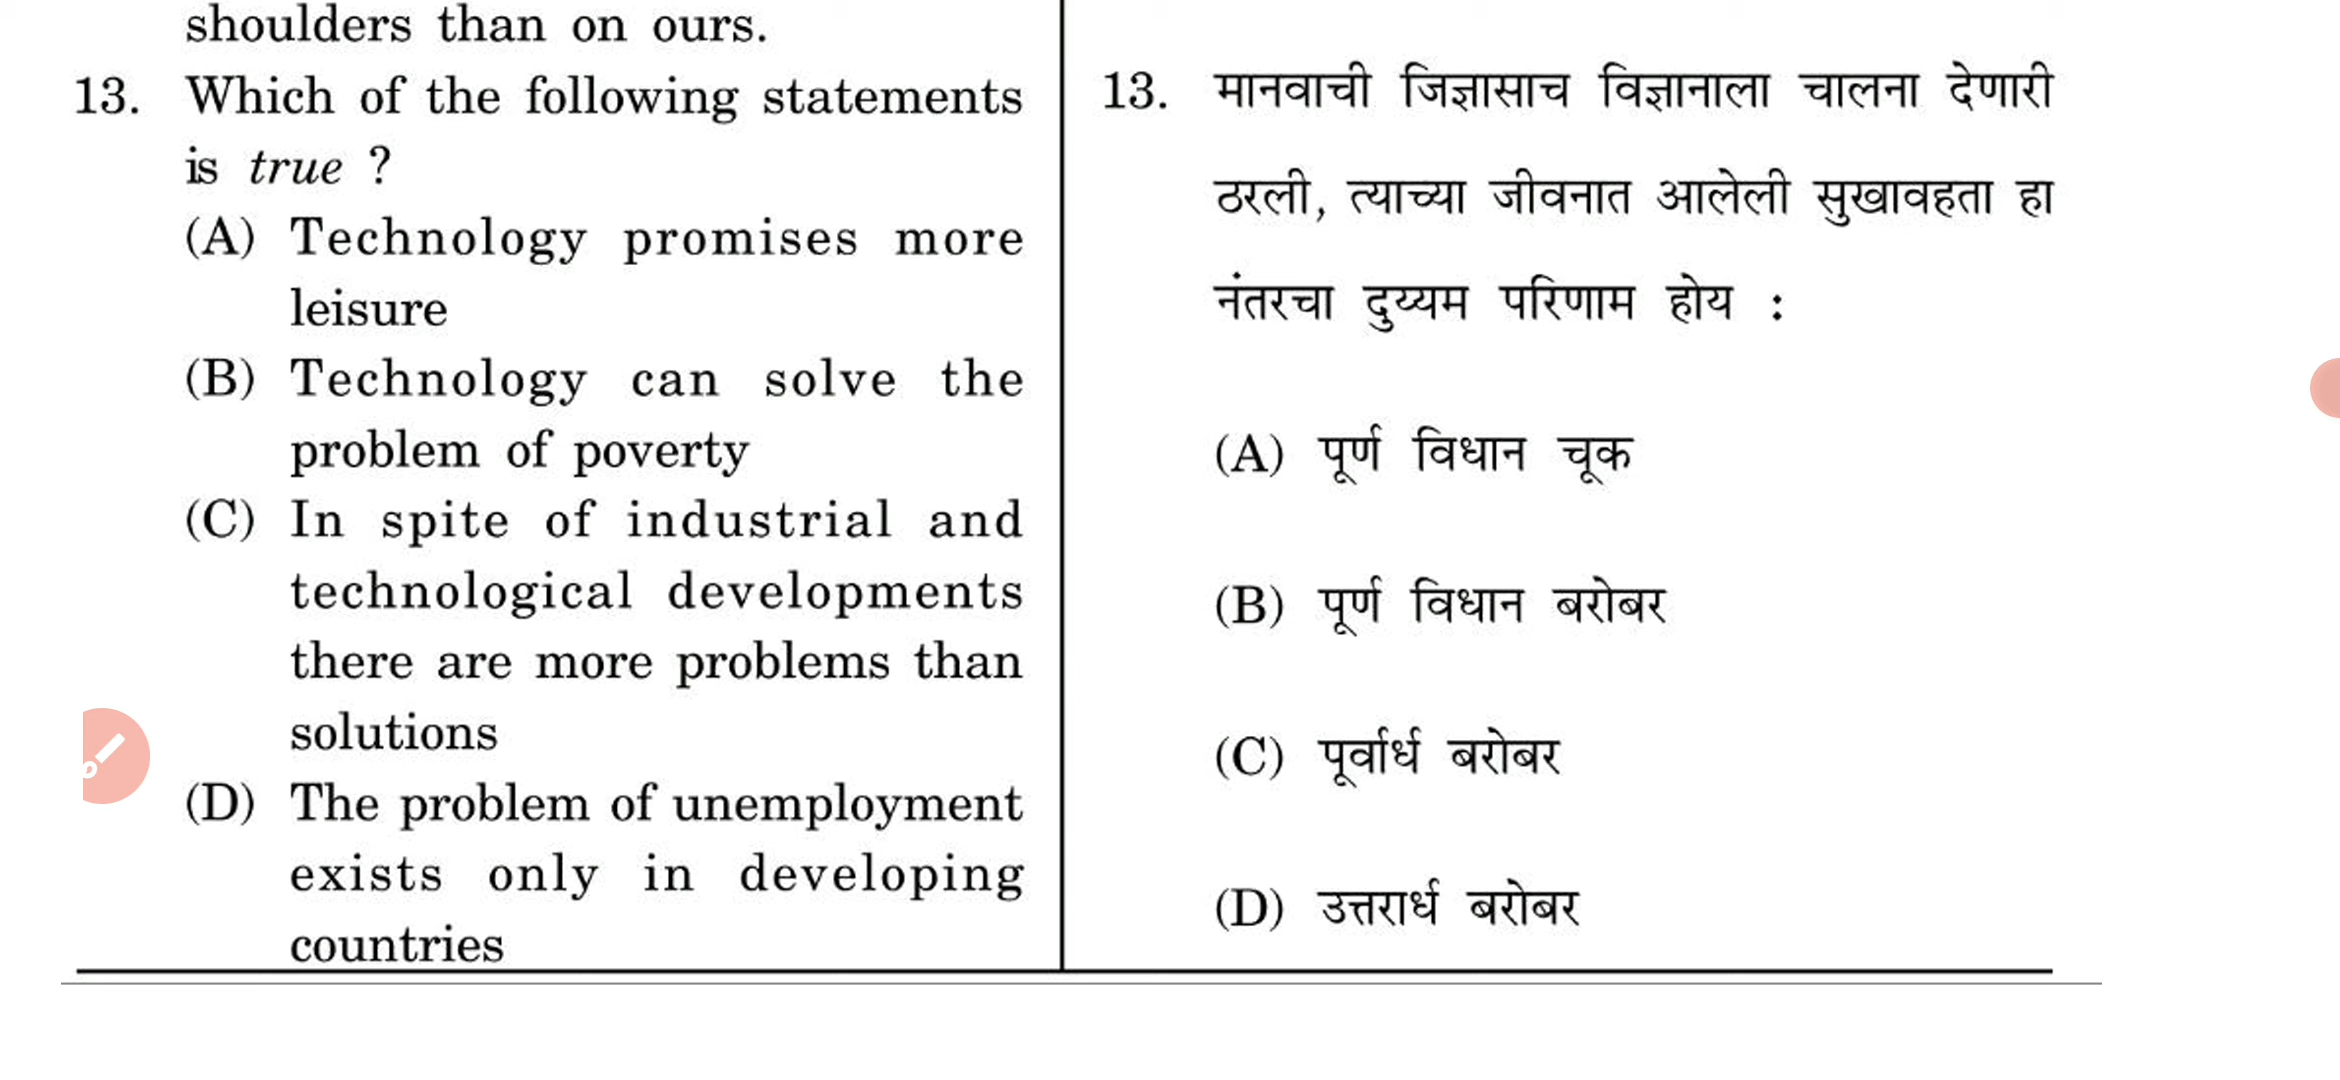 shoulders than on ours.
13. Which of the following statements
is true ?
(A) Technology promises more
leisure
(B) Technology can solve the
problem of poverty
(C) In spite of industrial and
technological developments
there are more problems than
solutions
(D) The problem of unemployment
exists only in developing
countries
13. मानवाची जिज्ञासाच विज्ञानाला चालना देणारी
ठरली, त्याच्या जीवनात आलेली सुखावहता हा
नंतरचा दुय्यम परिणाम होय :
(A) पूर्ण विधान चूक
(B) पूर्ण विधान बरोबर
(C) पूर्वार्ध बरोबर
(D) उत्तरार्ध बरोबर